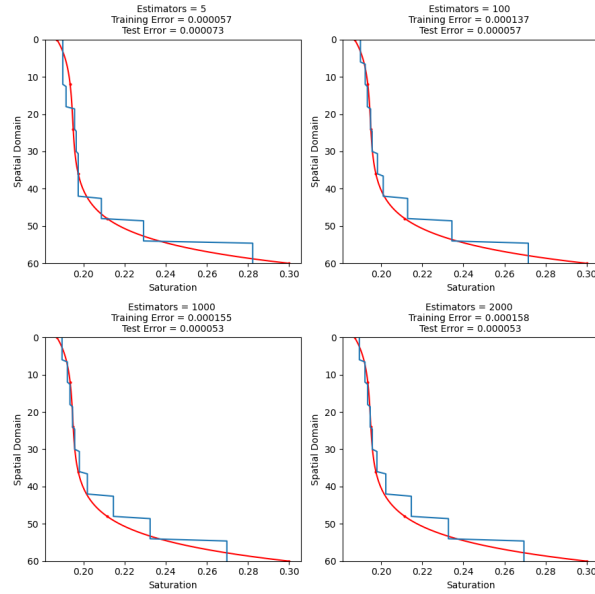 Estimators = 5
Training Error = 0.000057
Test Error = 0.000073
0
10
20
30
40
50
60
Spatial Domain
0.20
0.22
0.24
0.26
0.28
0.30
Saturation
Estimators = 100
Training Error = 0.000137
Test Error = 0.000057
0
10
20
30
40
50
60
Spatial Domain
0.20
0.22
0.24
0.26
0.28
0.30
Saturation
Estimators = 1000
Training Error = 0.000155
Test Error = 0.000053
0
10
20
30
40
50
60
Spatial Domain
0.20
0.22
0.24
0.26
0.28
0.30
Saturation
Estimators = 2000
Training Error = 0.000158
Test Error = 0.000053
0
10
20
30
40
50
60
Spatial Domain
0.20
0.22
0.24
0.26
0.28
0.30
Saturation